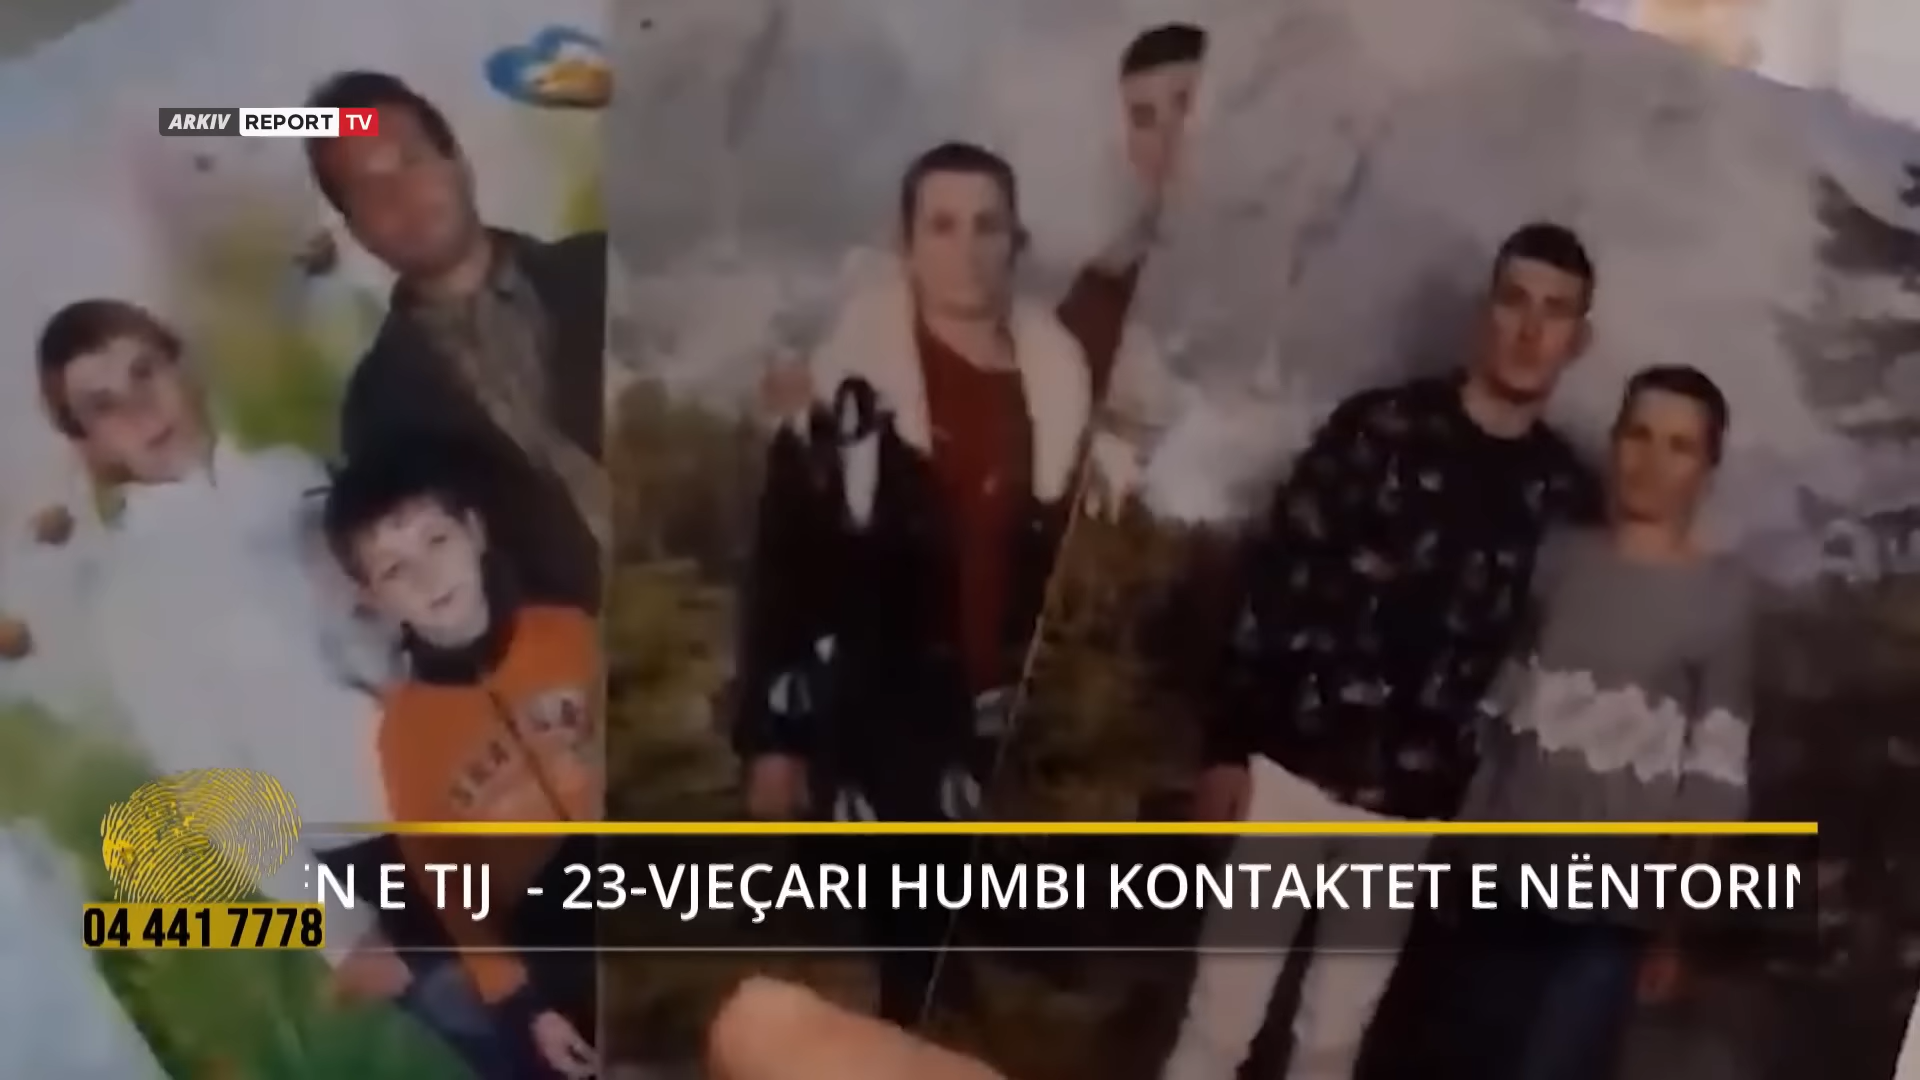 ARKIV REPORT TV
N E TIJ - 23-VJEÇARI HUMBI KONTAKTET E NËNTORIN
04 441 7778